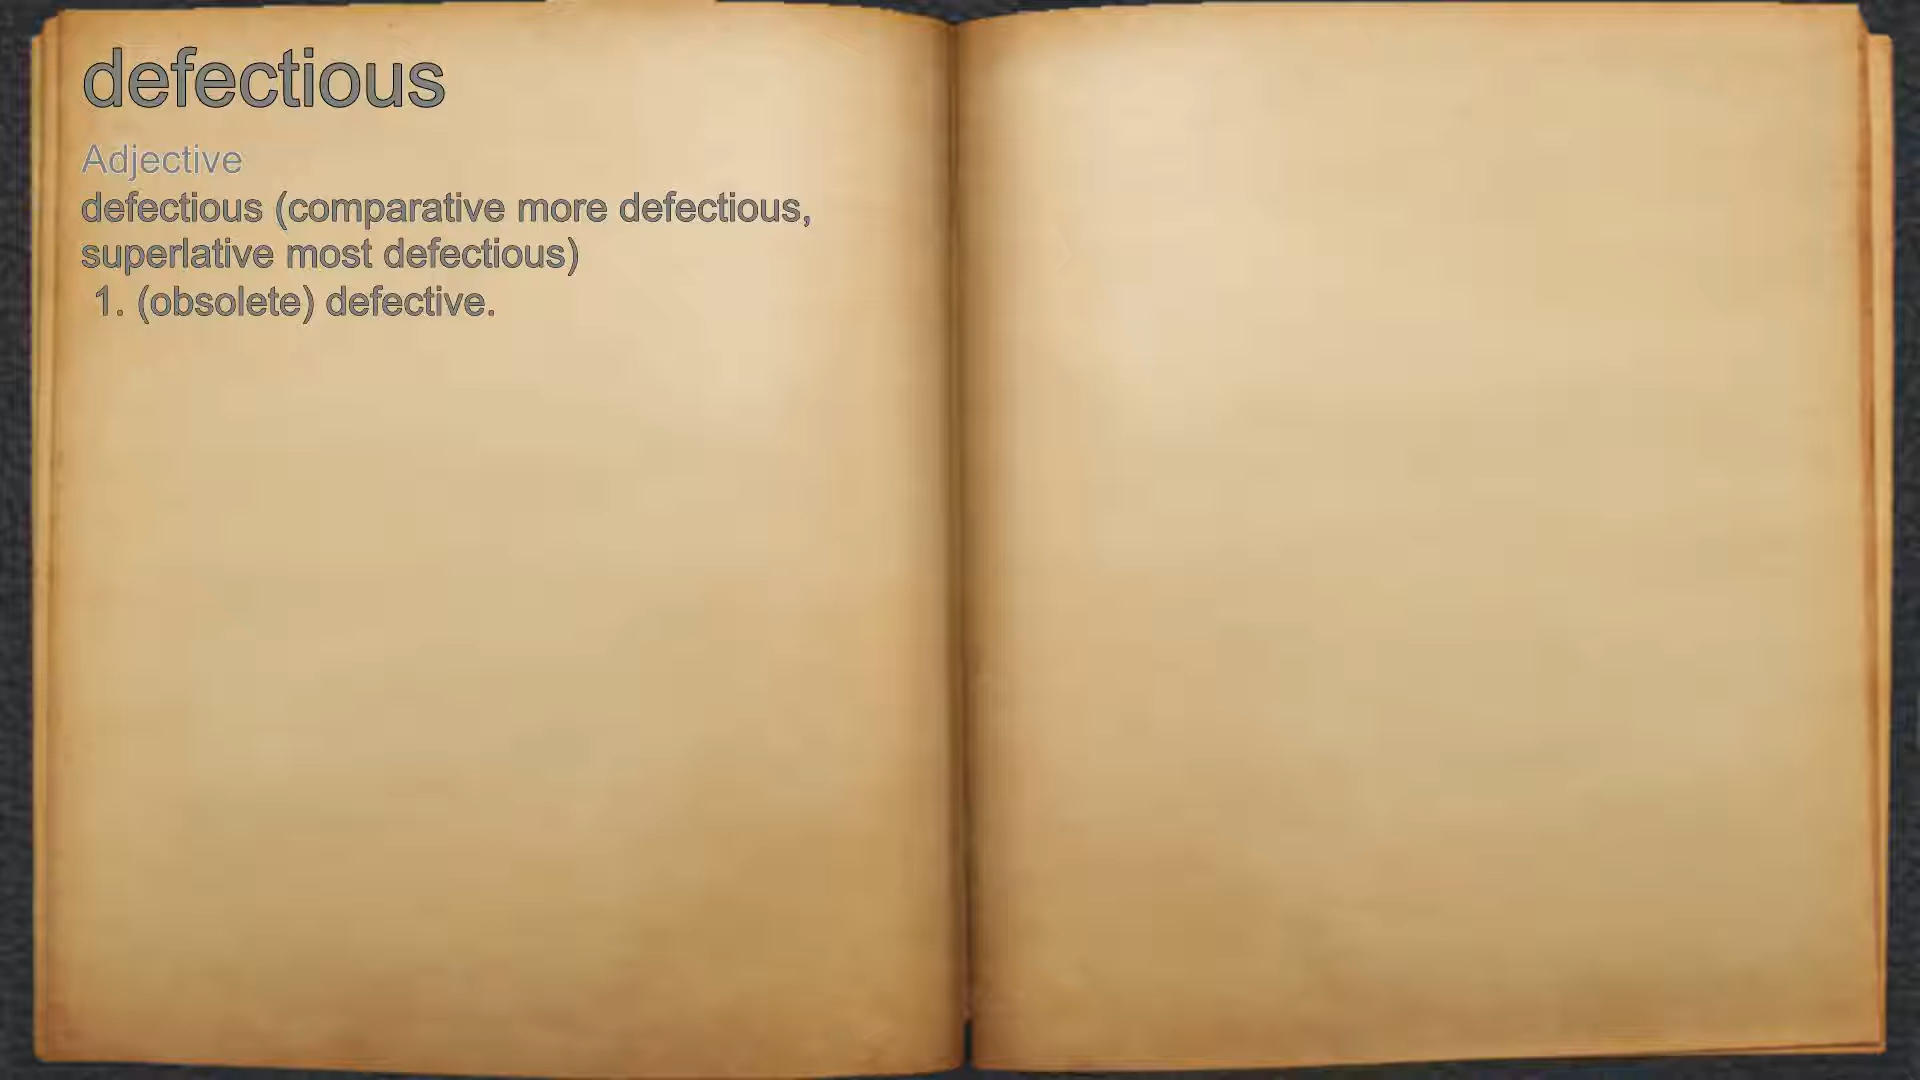 defectious
Adjective
defectious (comparative more defectious,
superlative most defectious)
1. (obsolete) defective.